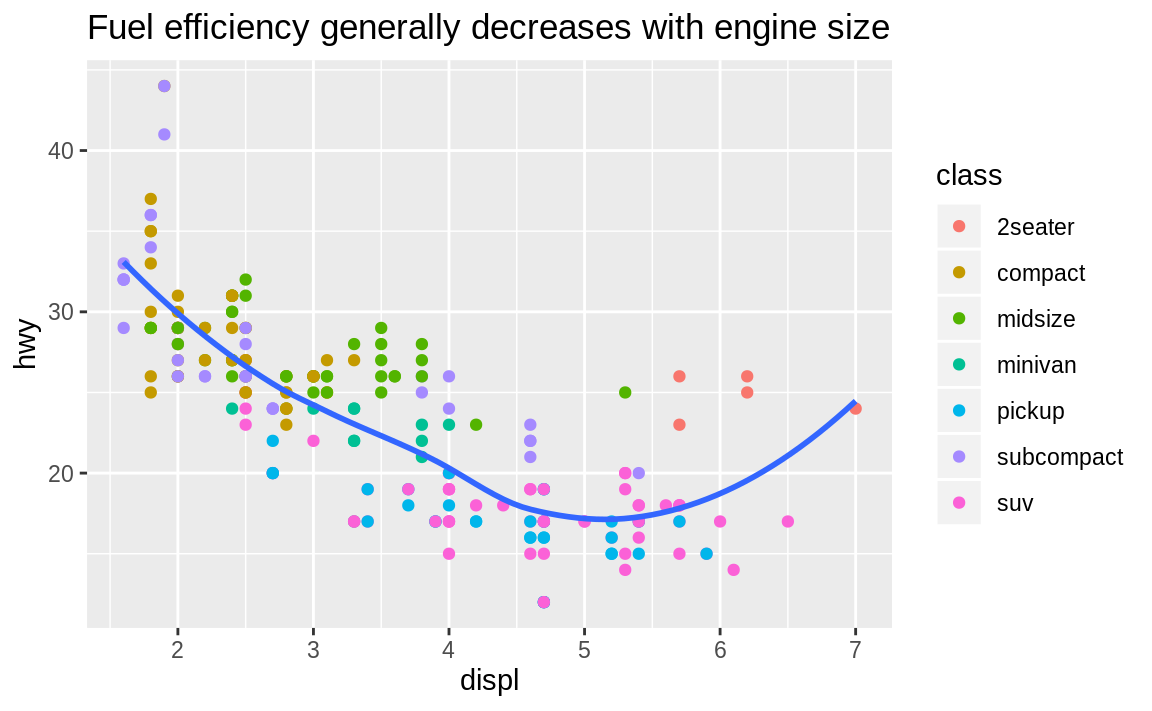 Fuel efficiency generally decreases with engine size
hwy
40
30
20
2 3 4 5 6 7
displ
class
2seater
compact
midsize
minivan
pickup
subcompact
suv